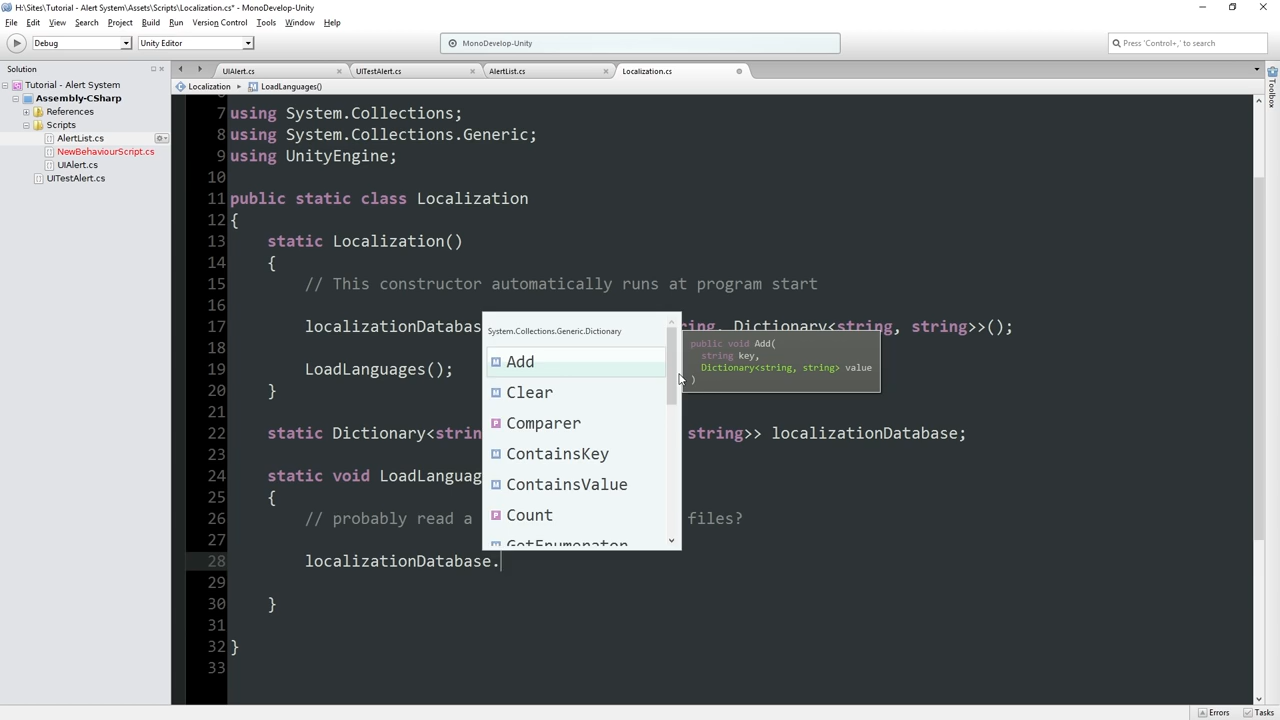 H:\Sites\Tutorial - Alert System\Assets\Scripts\Localization.cs* - MonoDevelop-Unity
File Edit View Search Project Build Run Version Control Tools Window Help
Debug Unity Editor MonoDevelop-Unity Press 'Control+,' to search
Solution UIAlert.cs UITestAlert.cs AlertList.cs Localization.cs
Tutorial - Alert System
Assembly-CSharp
References
Scripts
AlertList.cs
NewBehaviourScript.cs
UIAlert.cs
UITestAlert.cs
Toolbox
Localization LoadLanguages()
7 using System.Collections;
8 using System.Collections.Generic;
9 using UnityEngine;
10
11 public static class Localization
12 {
13 static Localization()
14 {
15 // This constructor automatically runs at program start
16
17 localizationDatabas ng, Dictionary<string, string>>();
18
19 LoadLanguages();
20 }
21
22 static Dictionary<strin string>> localizationDatabase;
23
24 static void LoadLanguag
25 {
26 // probably read a files?
27
28 localizationDatabase.
29
30 }
31
32 }
33
System.Collections.Generic.Dictionary
Add
Clear
Comparer
ContainsKey
ContainsValue
Count
GetEnumerator
public void Add(
string key,
Dictionary<string, string> value
)
Errors Tasks